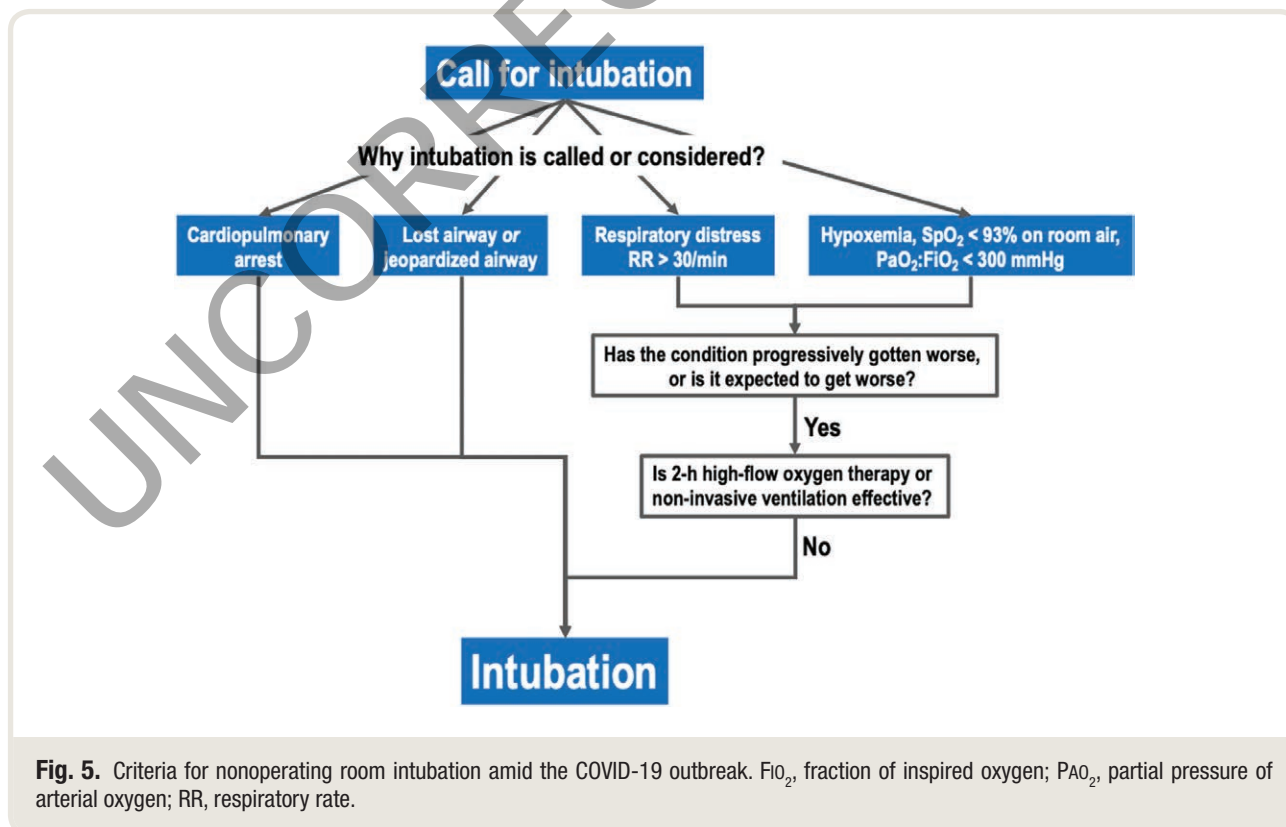 UNCORREC
Call for intubation
Why intubation is called or considered?
Cardiopulmonary
arrest
Lost airway or
jeopardized airway
Respiratory distress
RR > 30/min
Hypoxemia, SpO₂ < 93% on room air,
PaO₂:FiO₂ < 300 mmHg
Has the condition progressively gotten worse,
or is it expected to get worse?
Yes
Is 2-h high-flow oxygen therapy or
non-invasive ventilation effective?
No
Intubation
Fig. 5. Criteria for nonoperating room intubation amid the COVID-19 outbreak. FIO₂, fraction of inspired oxygen; PAO₂, partial pressure of
arterial oxygen; RR, respiratory rate.